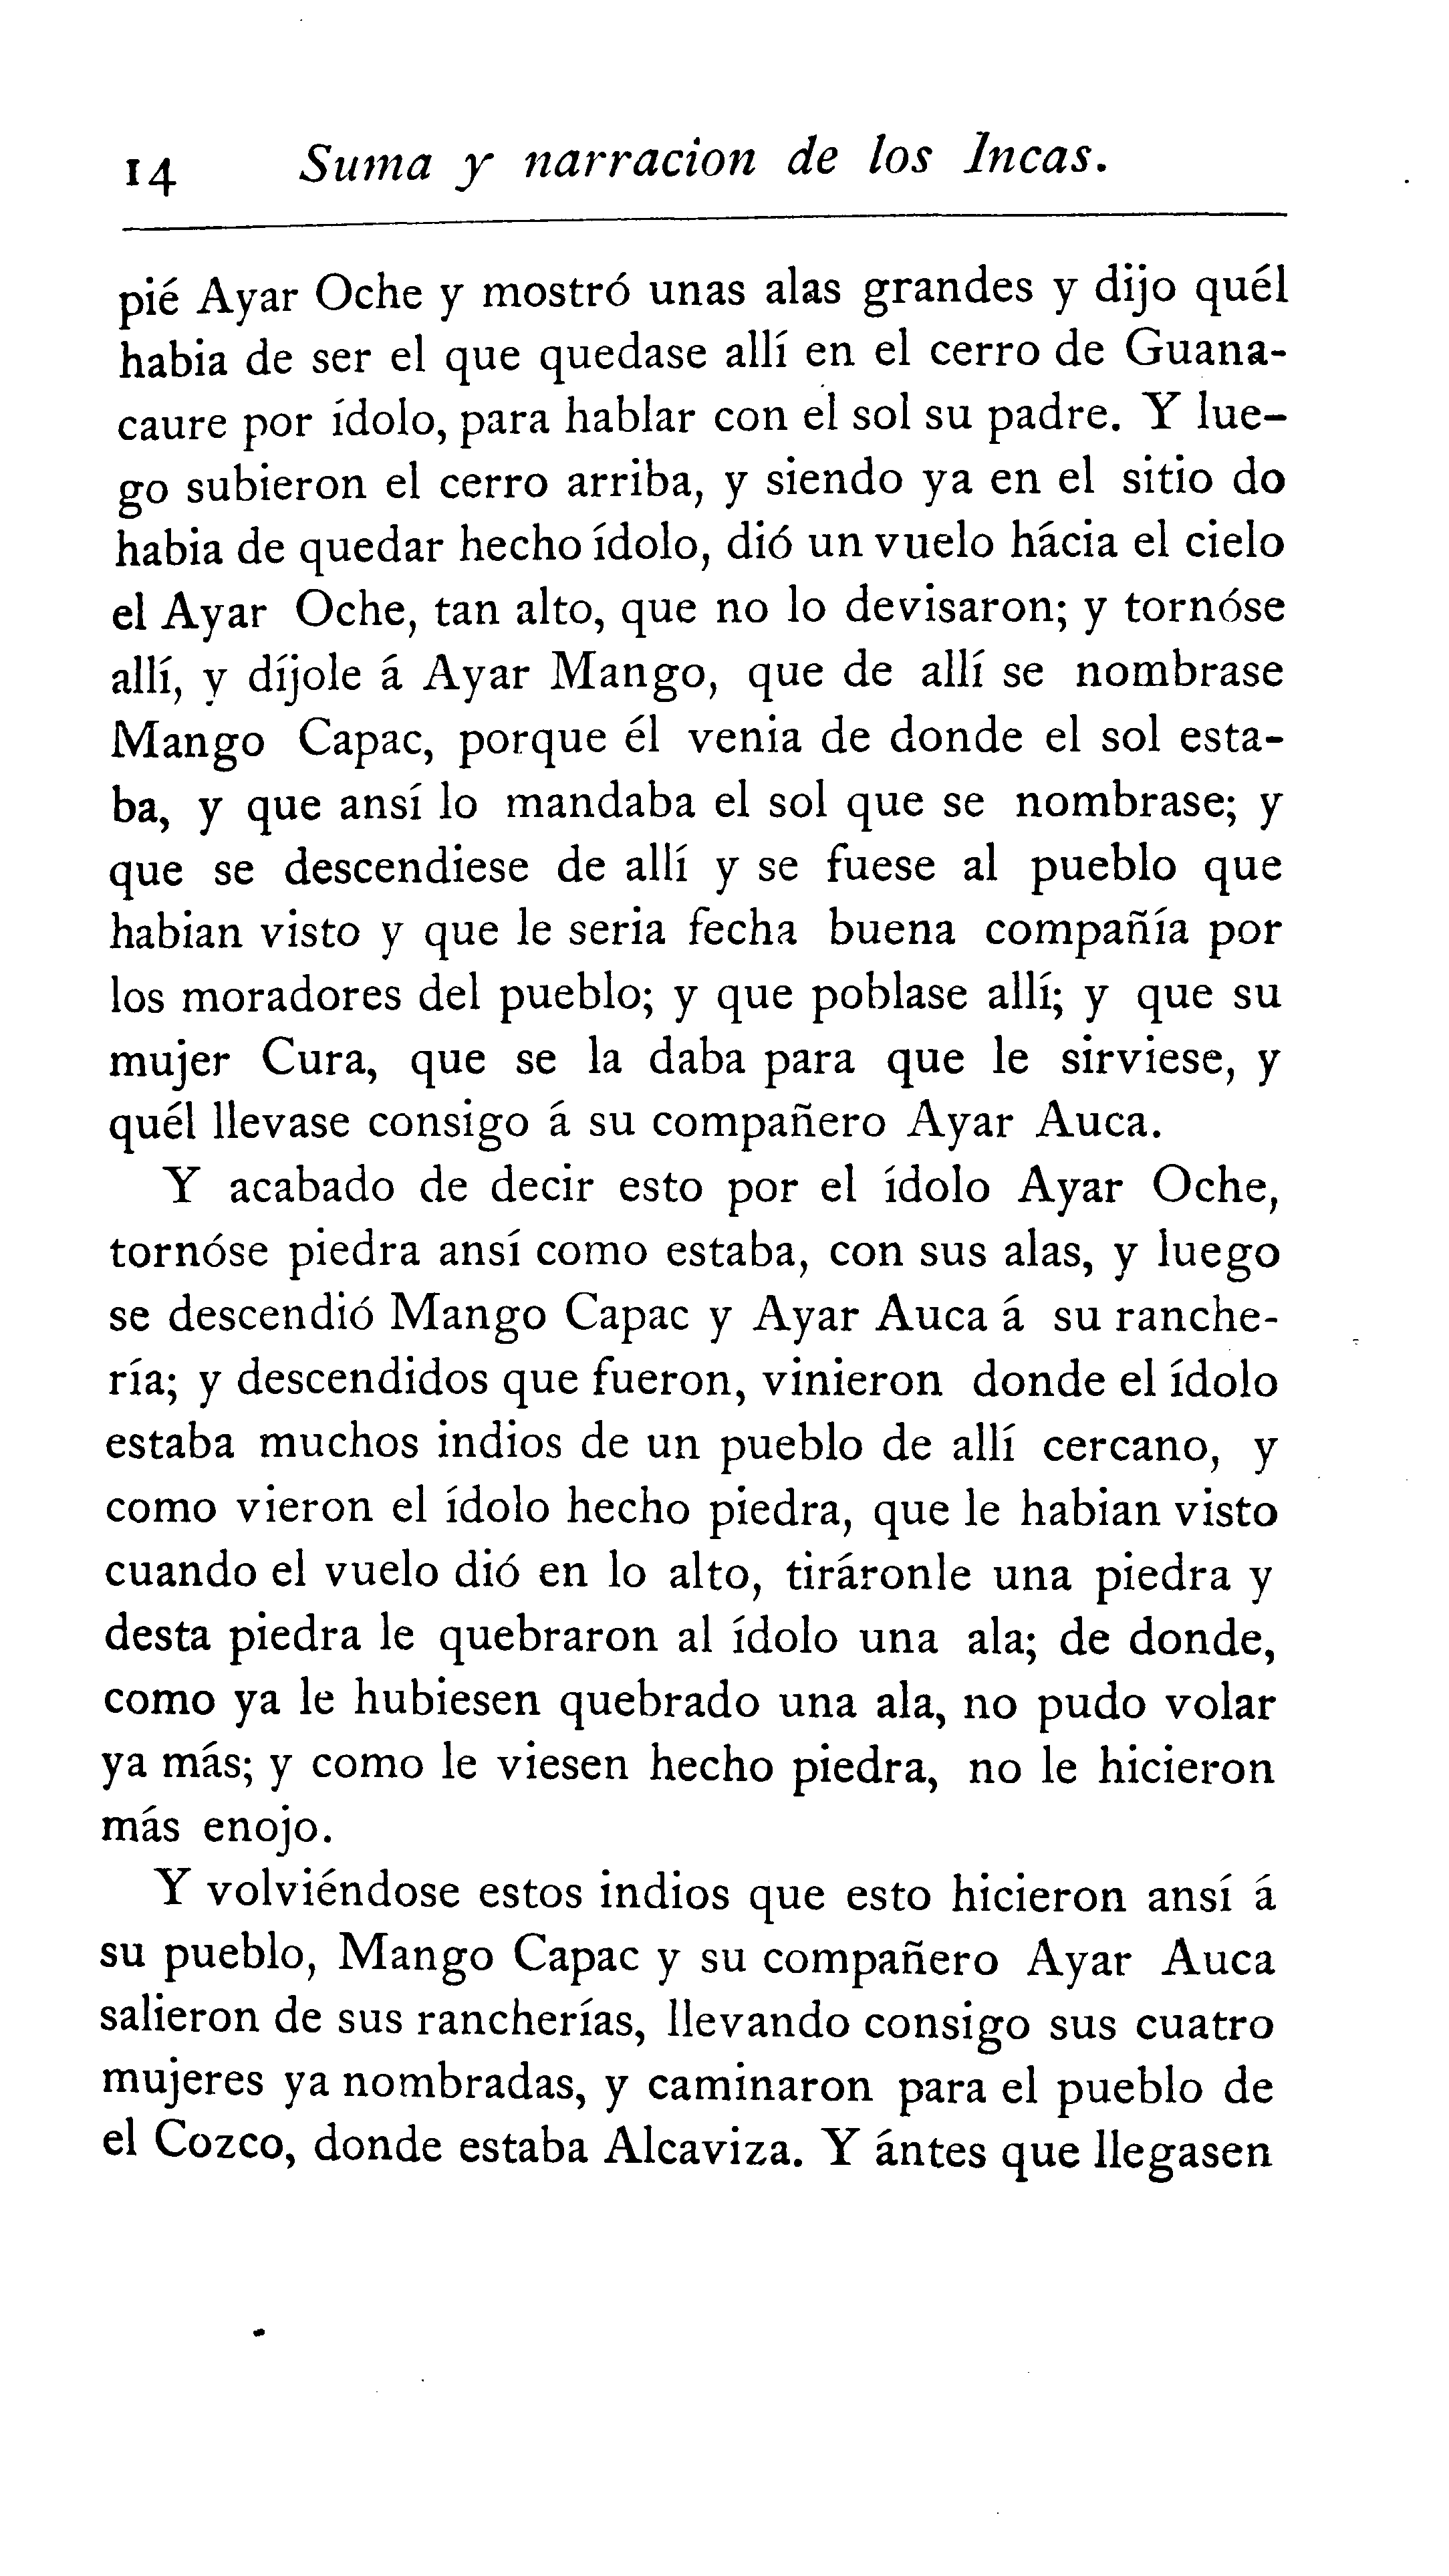 14 Suma y narracion de los Incas.
pié Ayar Oche y mostró unas alas grandes y dijo quél
habia de ser el que quedase allí en el cerro de Guana-
caure por ídolo, para hablar con el sol su padre. Y lue-
go subieron el cerro arriba, y siendo ya en el sitio do
habia de quedar hecho ídolo, dió un vuelo hácia el cielo
el Ayar Oche, tan alto, que no lo devisaron; y tornóse
allí, y díjole á Ayar Mango, que de allí se nombrase
Mango Capac, porque él venia de donde el sol esta-
ba, y que ansí lo mandaba el sol que se nombrase; y
que se descendiese de allí y se fuese al pueblo que
habian visto y que le seria fecha buena compañía por
los moradores del pueblo; y que poblase allí; y que su
mujer Cura, que se la daba para que le sirviese, y
quél llevase consigo á su compañero Ayar Auca.
Y acabado de decir esto por el ídolo Ayar Oche,
tornóse piedra ansí como estaba, con sus alas, y luego
se descendió Mango Capac y Ayar Auca á su ranche-
ría; y descendidos que fueron, vinieron donde el ídolo
estaba muchos indios de un pueblo de allí cercano, y
como vieron el ídolo hecho piedra, que le habian visto
cuando el vuelo dió en lo alto, tiráronle una piedra y
desta piedra le quebraron al ídolo una ala; de donde,
como ya le hubiesen quebrado una ala, no pudo volar
ya más; y como le viesen hecho piedra, no le hicieron
más enojo.
Y volviéndose estos indios que esto hicieron ansí á
su pueblo, Mango Capac y su compañero Ayar Auca
salieron de sus rancherías, llevando consigo sus cuatro
mujeres ya nombradas, y caminaron para el pueblo de
el Cozco, donde estaba Alcaviza. Y ántes que llegasen